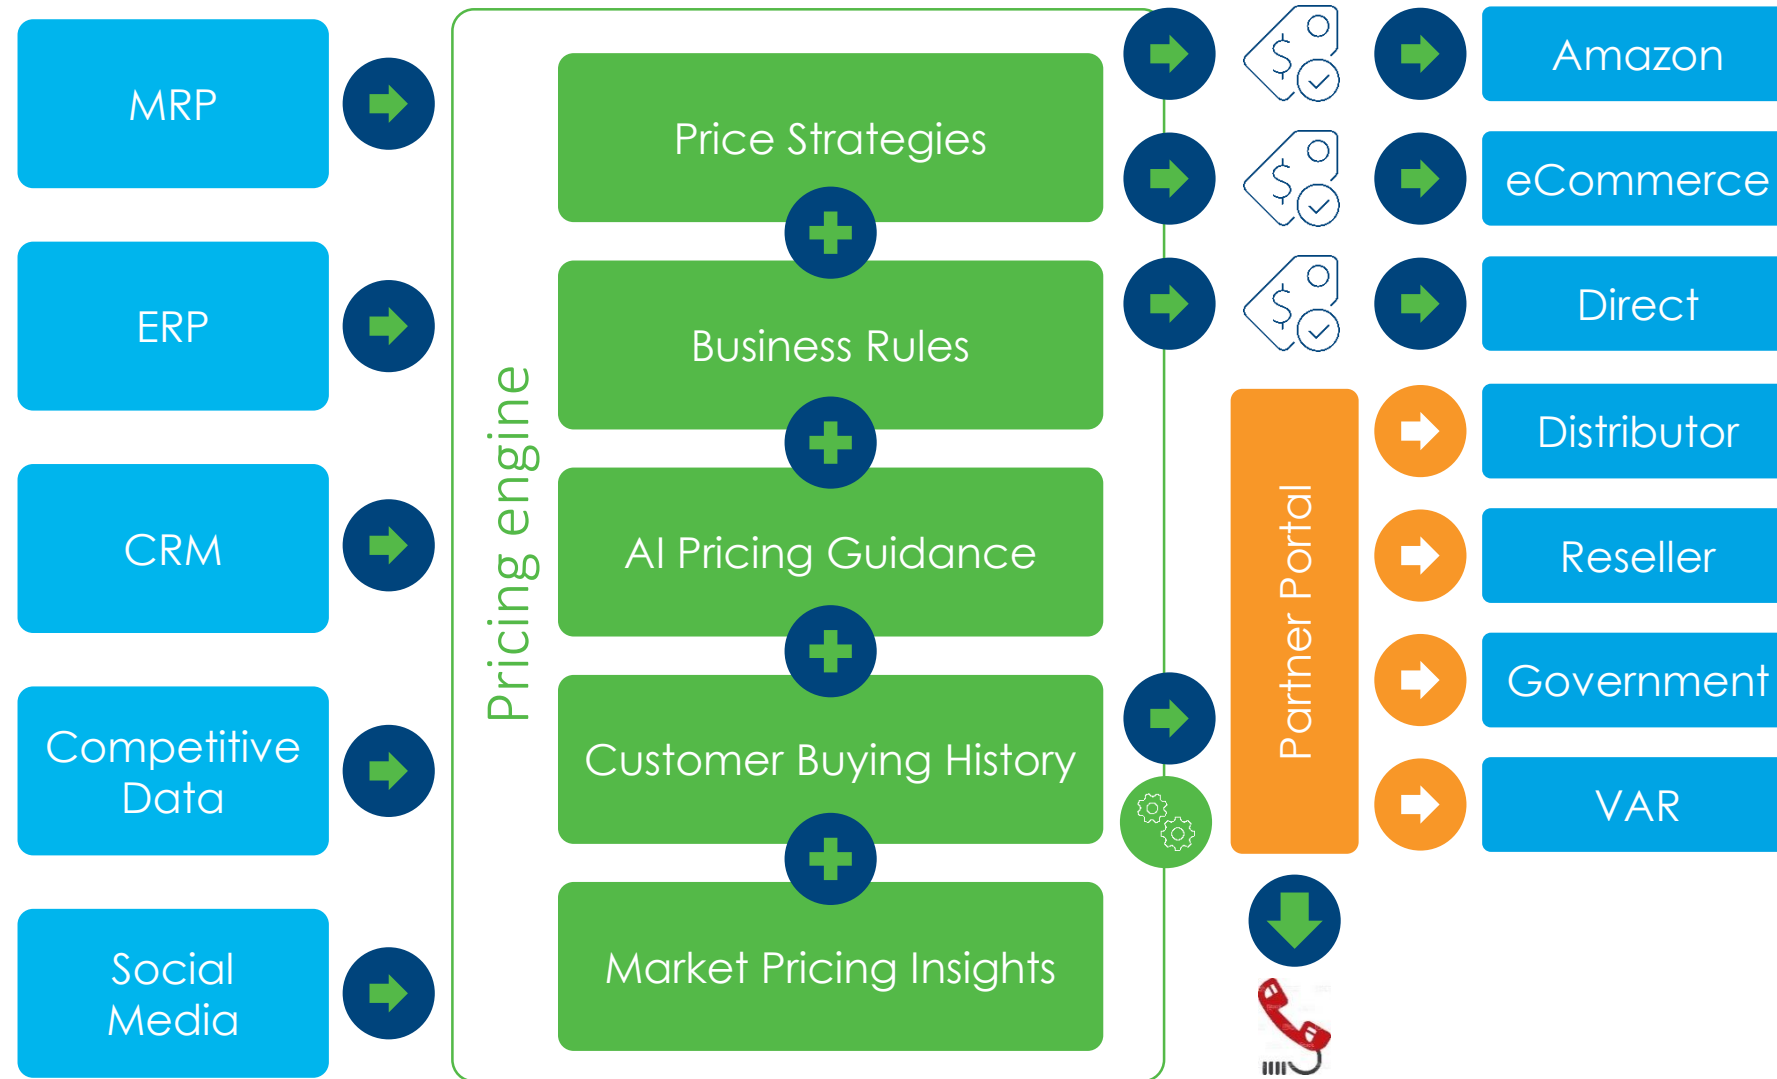 MRP
ERP
CRM
Competitive
Data
Social
Media
Pricing engine
Price Strategies
Business Rules
AI Pricing Guidance
Customer Buying History
Market Pricing Insights
$
$
$
Partner Portal
Amazon
eCommerce
Direct
Distributor
Reseller
Government
VAR